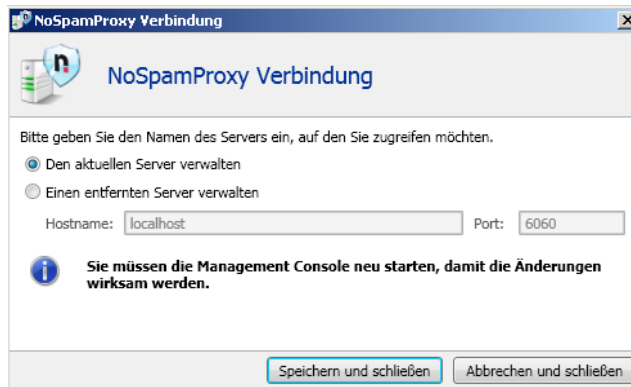 NoSpamProxy Verbindung
n
NoSpamProxy Verbindung
Bitte geben Sie den Namen des Servers ein, auf den Sie zugreifen möchten.
Den aktuellen Server verwalten
Einen entfernten Server verwalten
Hostname: localhost Port: 6060
Sie müssen die Management Console neu starten, damit die Änderungen
wirksam werden.
Speichern und schließen Abbrechen und schließen